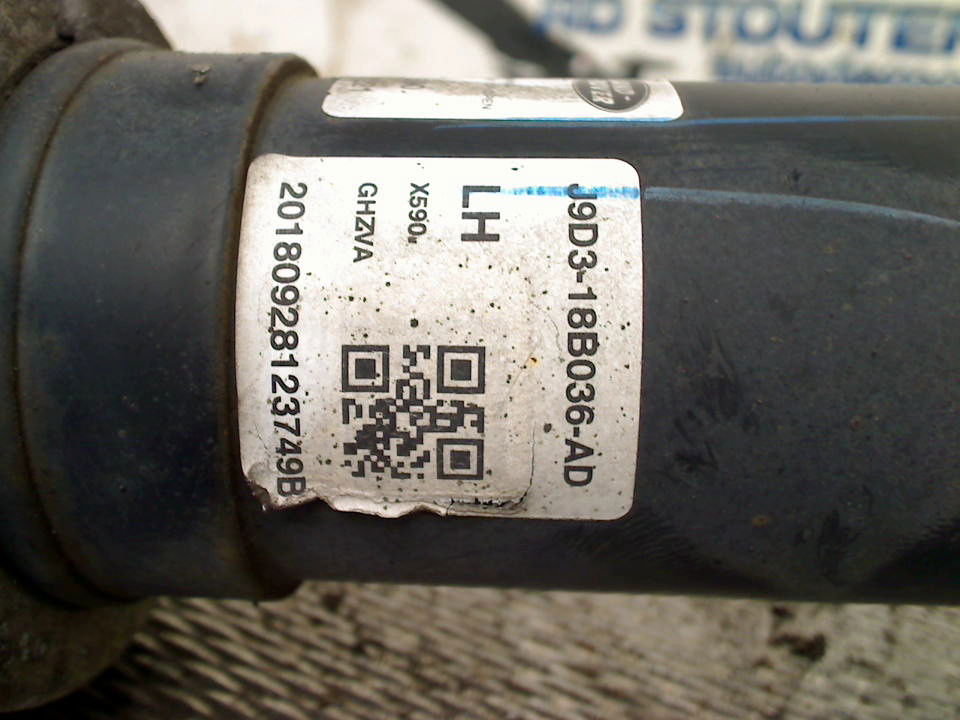 J9D3-18B036-AD
LH
X590
GHZVA
20180928123749B